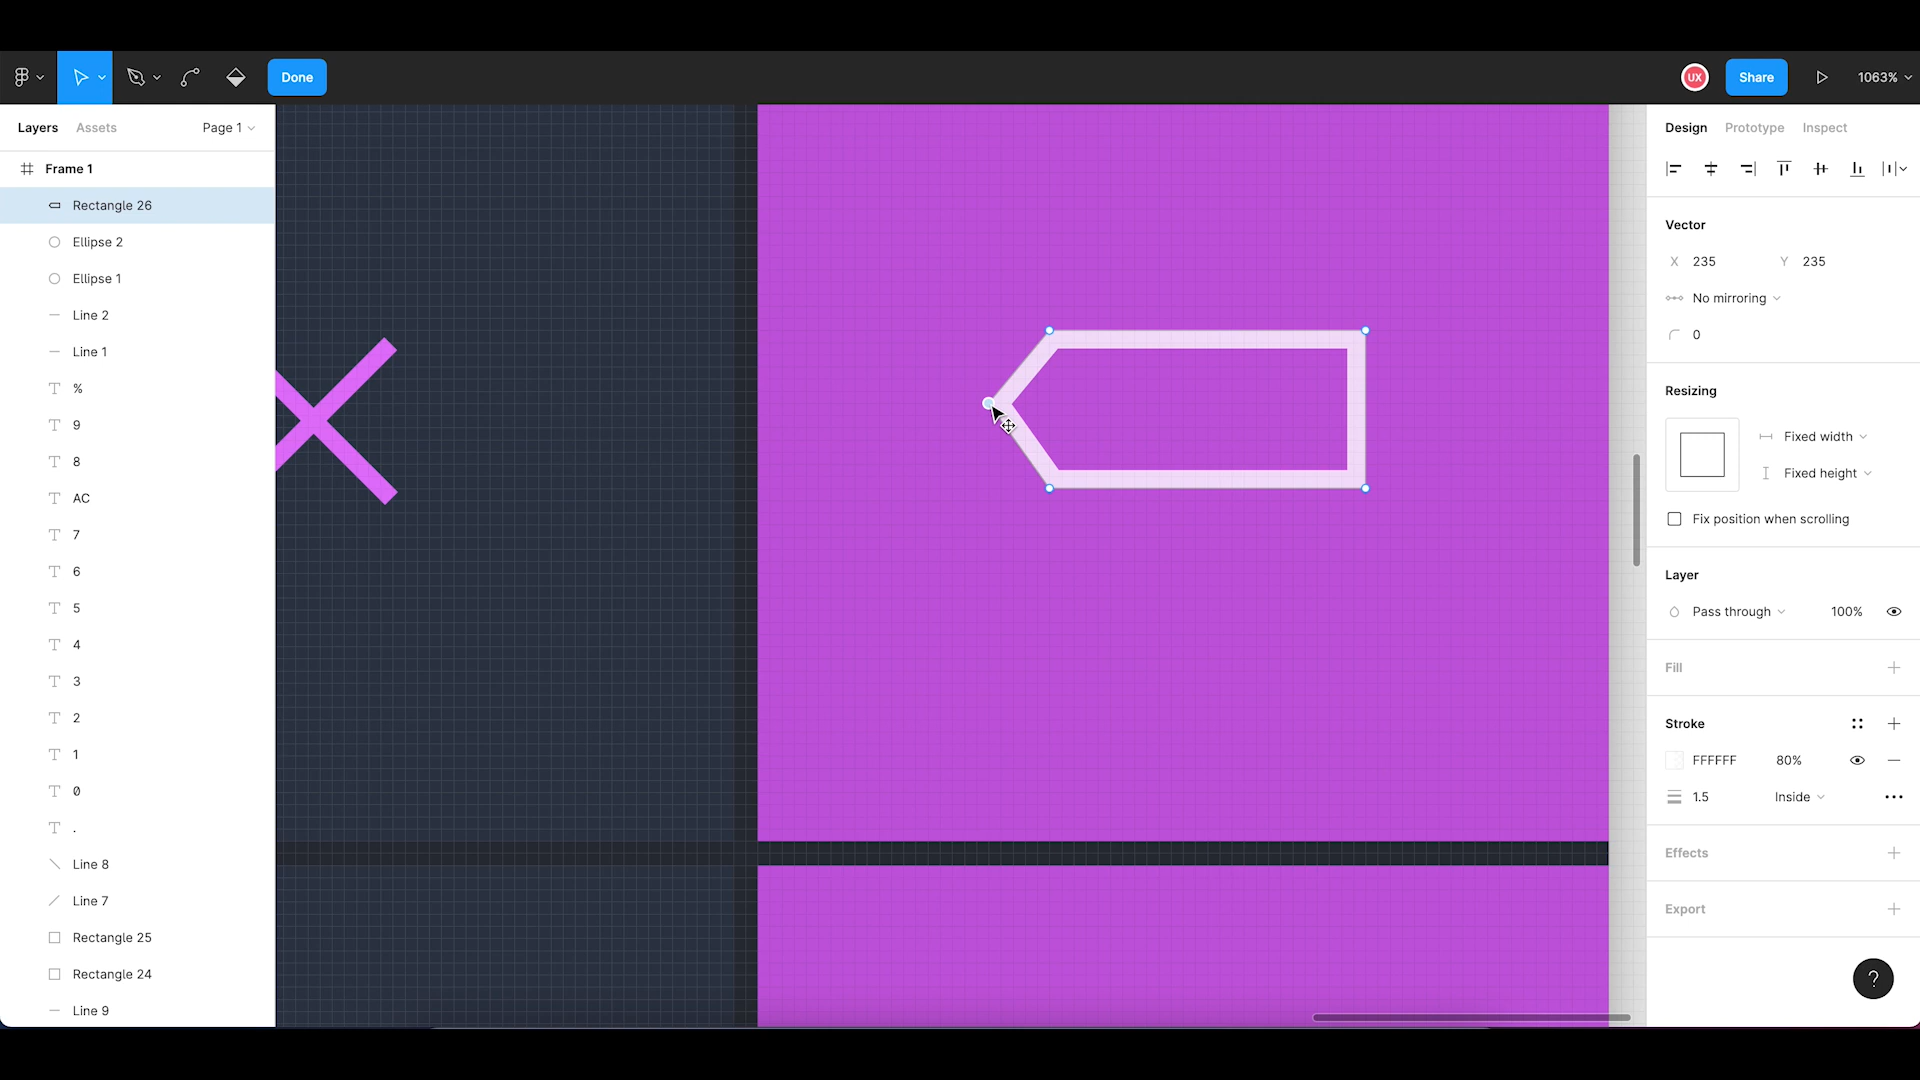 Done
UX
Share
1063%
Layers
Assets
Page 1
Design
Prototype
Inspect
Frame 1
Rectangle 26
Ellipse 2
Ellipse 1
Line 2
Line 1
%
9
8
AC
7
6
5
4
3
2
1
0
.
Line 8
Line 7
Rectangle 25
Rectangle 24
Line 9
Vector
X 235
Y 235
No mirroring
0
Resizing
Fixed width
Fixed height
Fix position when scrolling
Layer
Pass through
100%
Fill
Stroke
FFFFFF
80%
1.5
Inside
Effects
Export
?